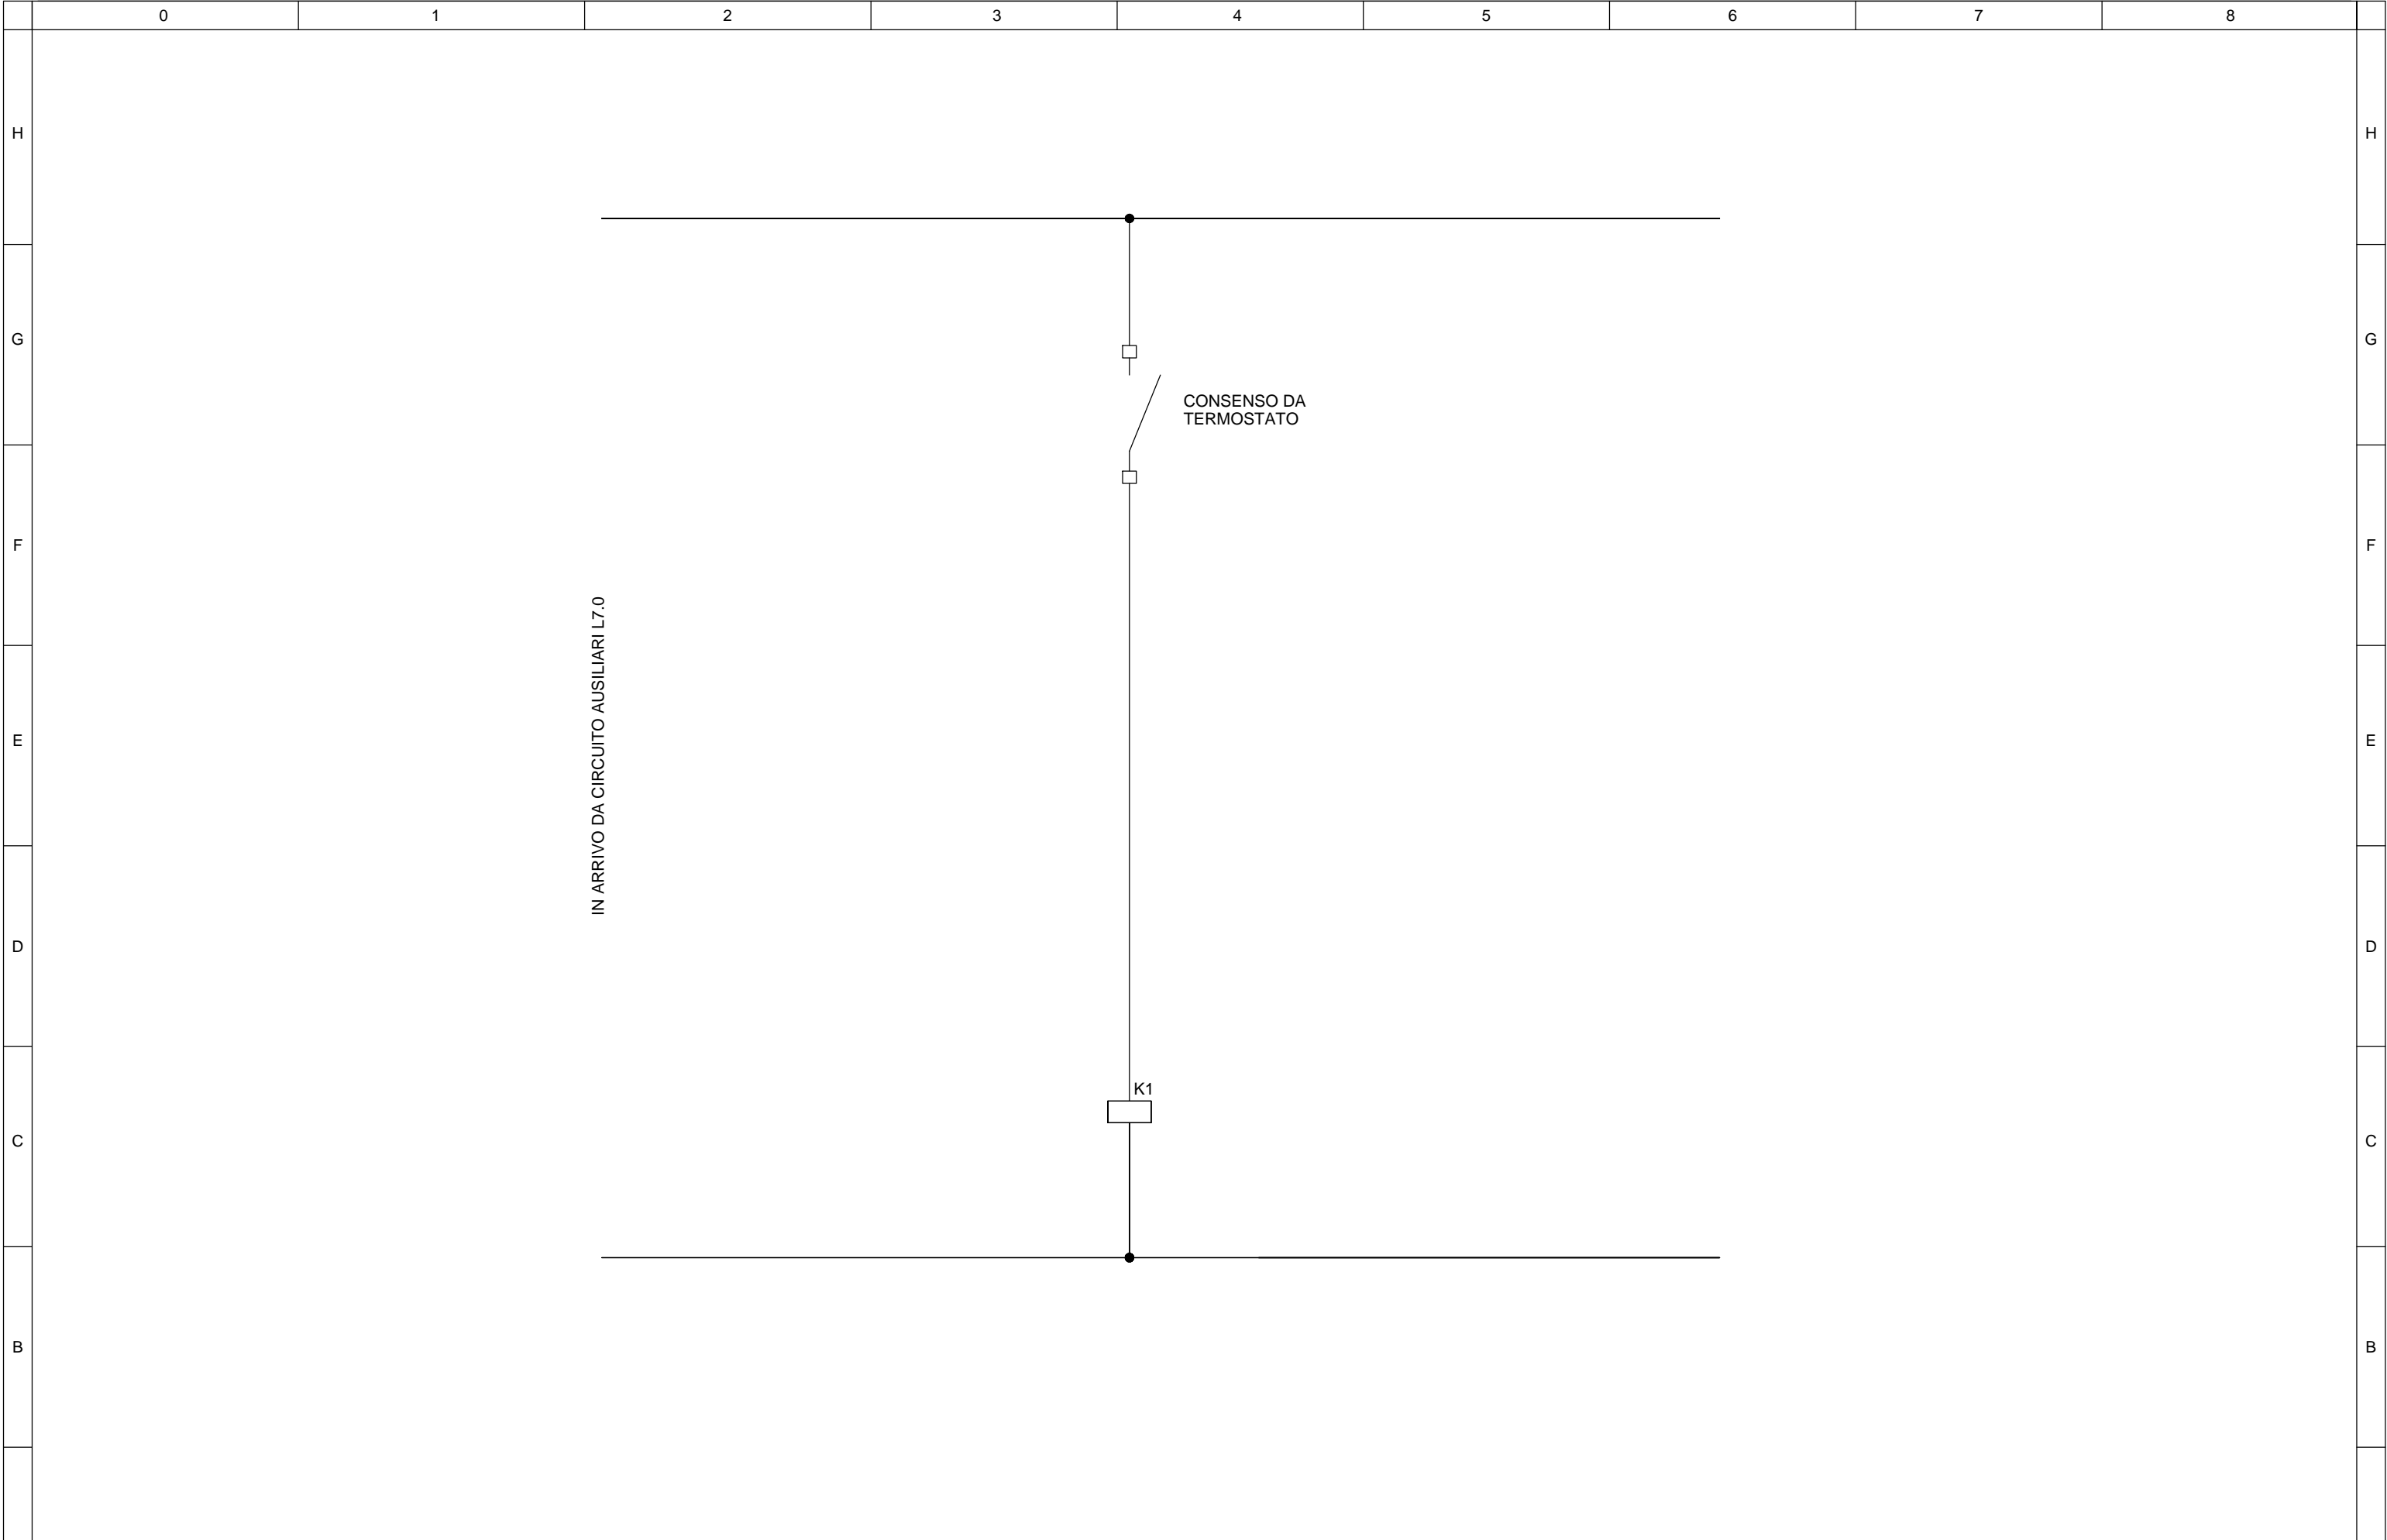 0 1 2 3 4 5 6 7 8
H H
G G
CONSENSO DA
TERMOSTATO
F F
IN ARRIVO DA CIRCUITO AUSILIARI L7.0
E E
D D
K1
C C
B B